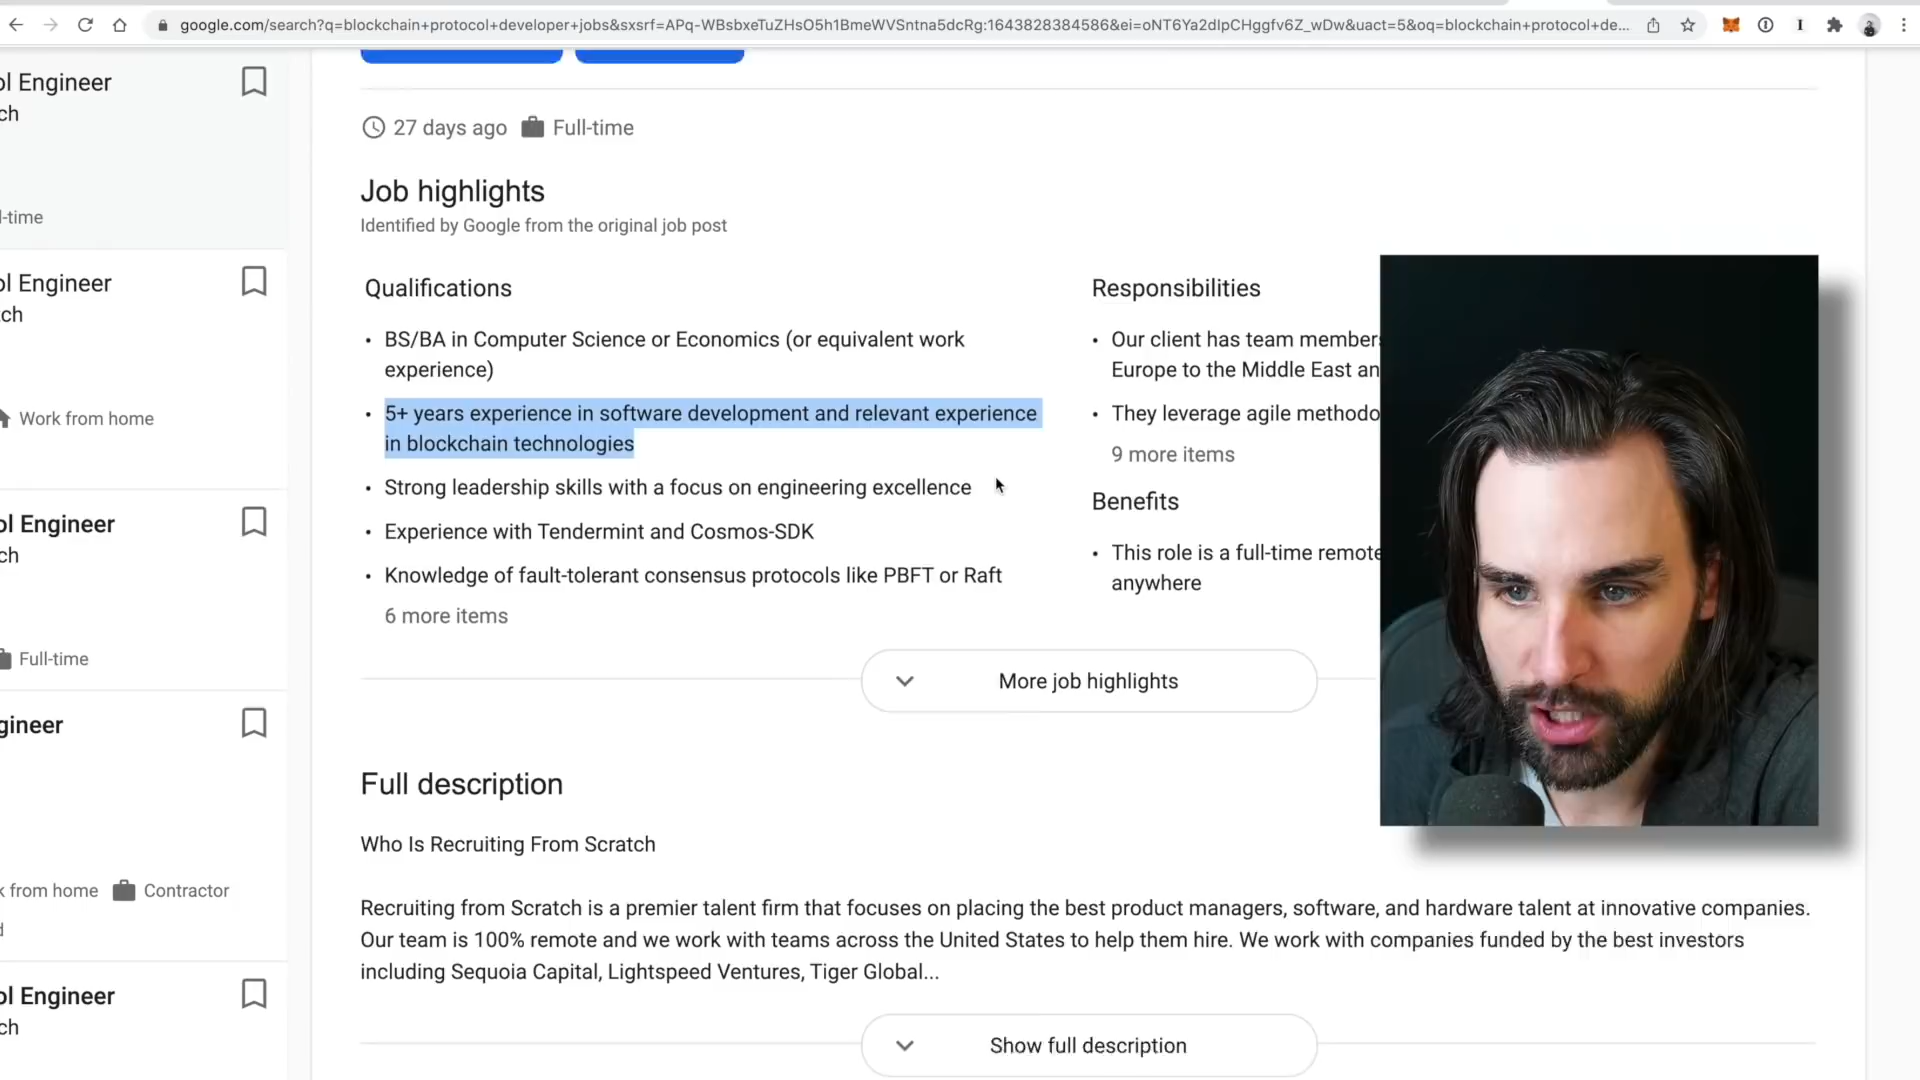 google.com/search?q=blockchain+protocol+developer+jobs&sxsrf=APq-WBsbxeTuZHsO5h1BmeWVSntna5dcRg:1643828384586&ei=oNT6Ya2dIpCHggfv6Z_wDw&uact=5&oq=blockchain+protocol+de...
ol Engineer
ch
l-time
ol Engineer
tch
Work from home
ol Engineer
ch
Full-time
gineer
k from home Contractor
d
ol Engineer
ch
27 days ago Full-time
Job highlights
Identified by Google from the original job post
Qualifications
• BS/BA in Computer Science or Economics (or equivalent work
experience)
• 5+ years experience in software development and relevant experience
in blockchain technologies
• Strong leadership skills with a focus on engineering excellence
• Experience with Tendermint and Cosmos-SDK
• Knowledge of fault-tolerant consensus protocols like PBFT or Raft
6 more items
Responsibilities
• Our client has team members
Europe to the Middle East an
• They leverage agile methodo
9 more items
Benefits
• This role is a full-time remote
anywhere
More job highlights
Full description
Who Is Recruiting From Scratch
Recruiting from Scratch is a premier talent firm that focuses on placing the best product managers, software, and hardware talent at innovative companies.
Our team is 100% remote and we work with teams across the United States to help them hire. We work with companies funded by the best investors
including Sequoia Capital, Lightspeed Ventures, Tiger Global...
Show full description